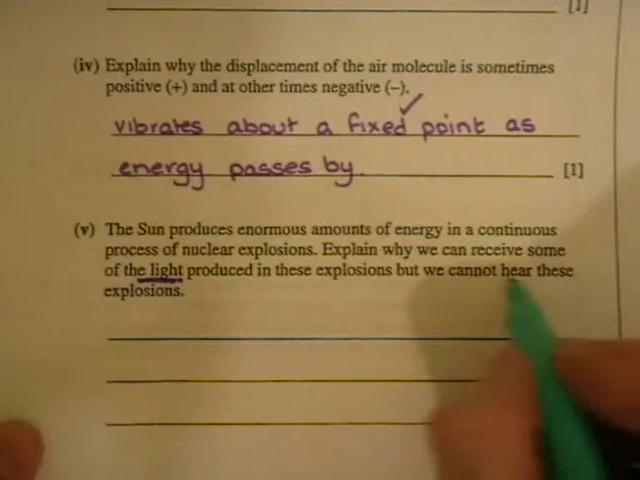 [1]
(iv) Explain why the displacement of the air molecule is sometimes
positive (+) and at other times negative (−).
vibrates about a fixed point as
energy passes by.
[1]
(v) The Sun produces enormous amounts of energy in a continuous
process of nuclear explosions. Explain why we can receive some
of the light produced in these explosions but we cannot hear these
explosions.